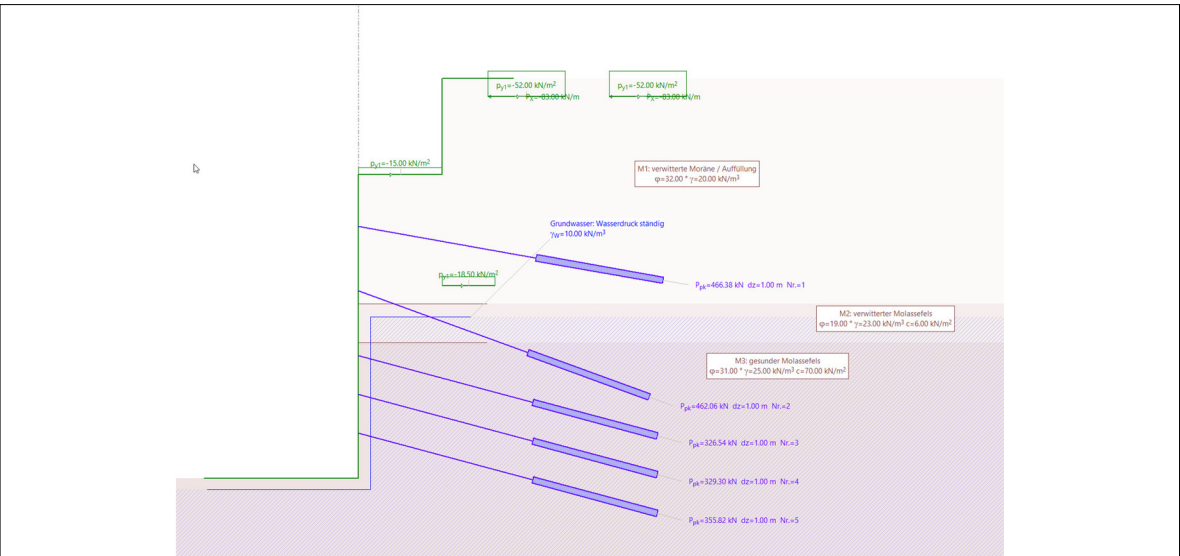 py1=-52.00 kN/m²
Px=-83.00 kN/m
py1=-52.00 kN/m²
Px=-83.00 kN/m
py1=-15.00 kN/m²
M1: verwitterte Moräne / Auffüllung
φ=32.00 ° γ=20.00 kN/m³
Grundwasser: Wasserdruck ständig
γW=10.00 kN/m³
py1=-18.50 kN/m²
Ppk=466.38 kN dz=1.00 m Nr.=1
M2: verwitterter Molassefels
φ=19.00 ° γ=23.00 kN/m³ c=6.00 kN/m²
M3: gesunder Molassefels
φ=31.00 ° γ=25.00 kN/m³ c=70.00 kN/m²
Ppk=462.06 kN dz=1.00 m Nr.=2
Ppk=326.54 kN dz=1.00 m Nr.=3
Ppk=329.30 kN dz=1.00 m Nr.=4
Ppk=355.82 kN dz=1.00 m Nr.=5